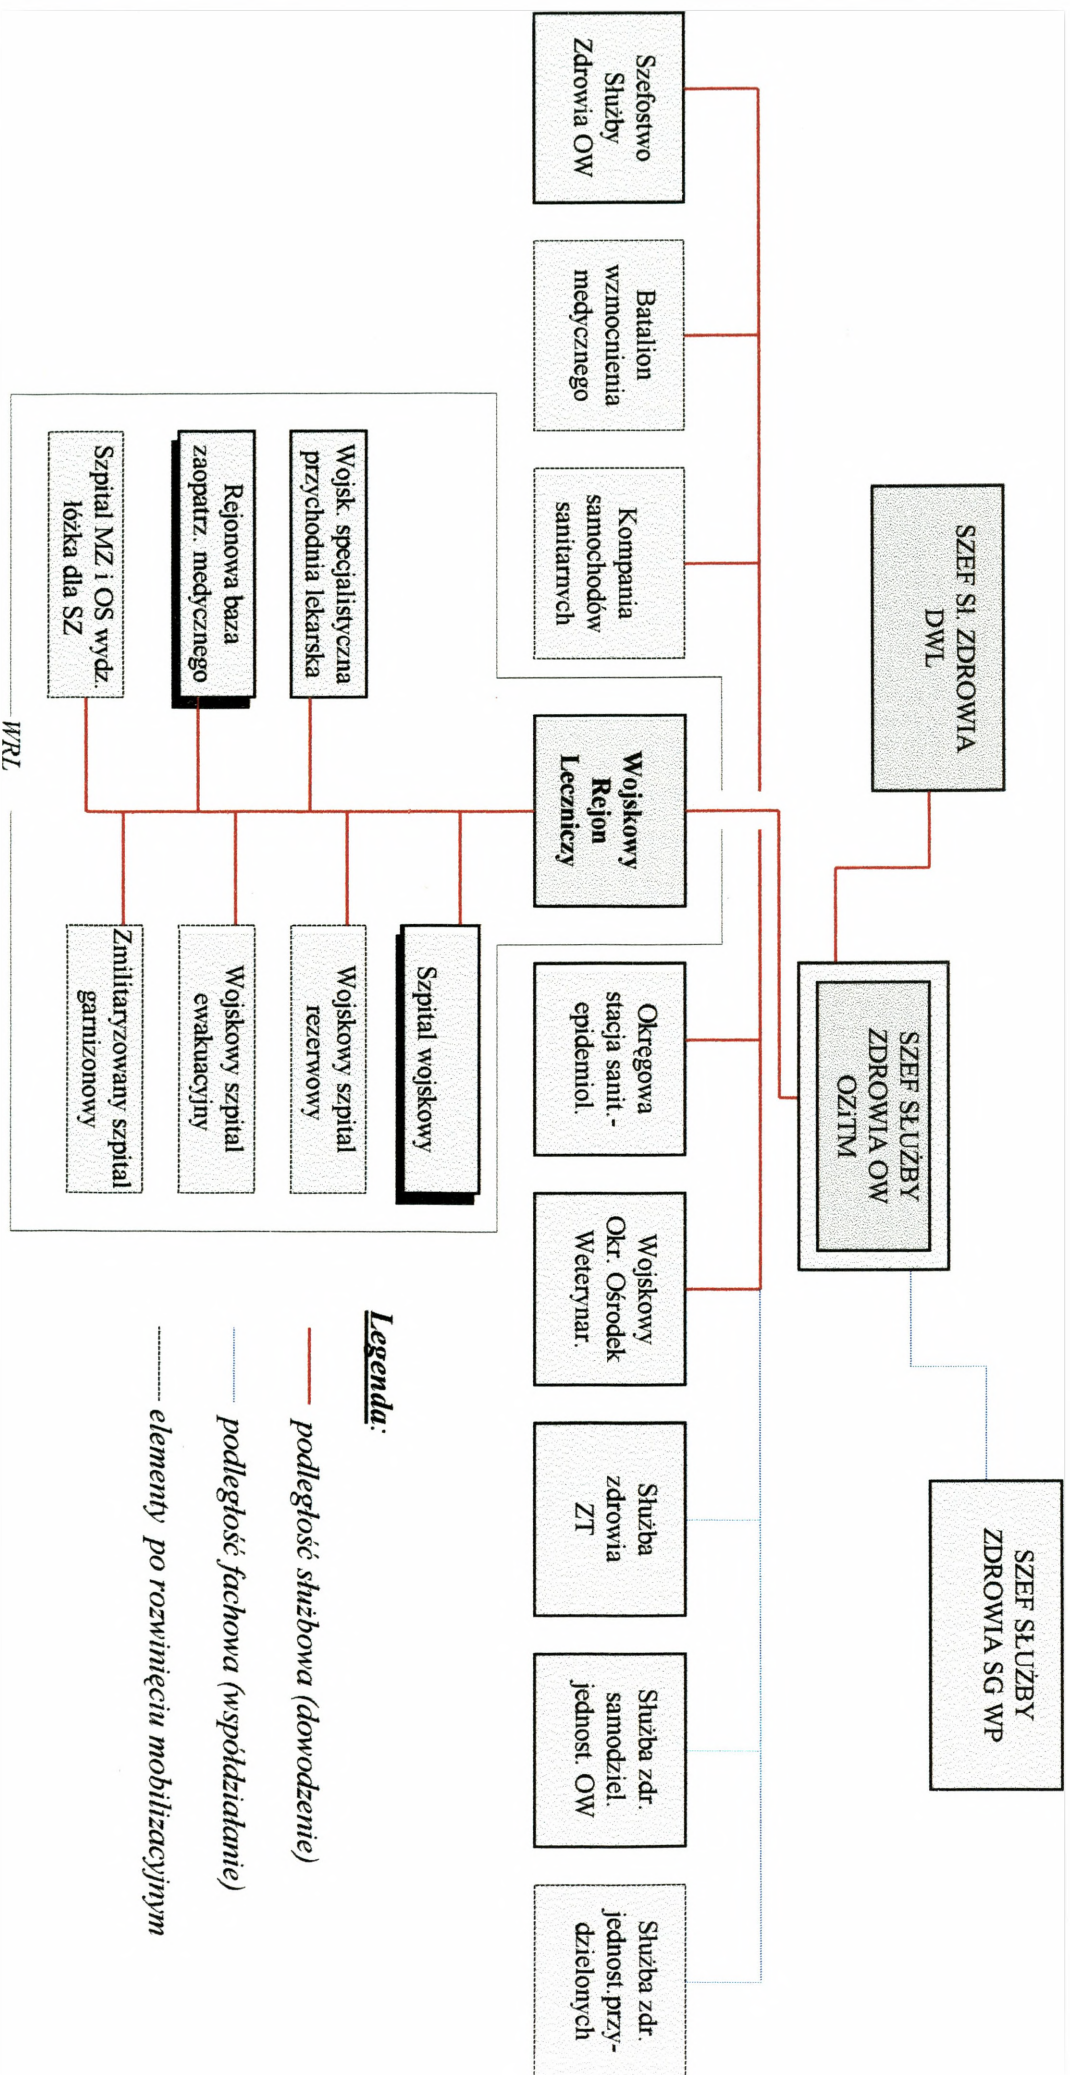 SZEF SŁUŻBY
ZDROWIA SG WP
SZEF Sł. ZDROWIA
DWL
SZEF SŁUŻBY
ZDROWIA OW
OZiTM
Szefostwo
Służby
Zdrowia OW
Batalion
wzmocnienia
medycznego
Kompania
samochodów
sanitarnych
Wojskowy
Rejon
Leczniczy
Okręgowa
stacja sanit.-
epidemiol.
Wojskowy
Okr. Ośrodek
Weterynar.
Służba
zdrowia
ZT
Służba zdr.
samodziel.
jednost. OW
Służba zdr.
jednost.przy-
dzielonych
Szpital wojskowy
Wojsk. specjalistyczna
przychodnia lekarska
Wojskowy szpital
rezerwowy
Rejonowa baza
zaopatrz. medycznego
Wojskowy szpital
ewakuacyjny
Szpital MZ i OS wydz.
łóżka dla SZ
Zmilitaryzowany szpital
garnizonowy
WRL
Legenda:
podległość służbowa (dowodzenie)
podległość fachowa (współdziałanie)
elementy po rozwinięciu mobilizacyjnym